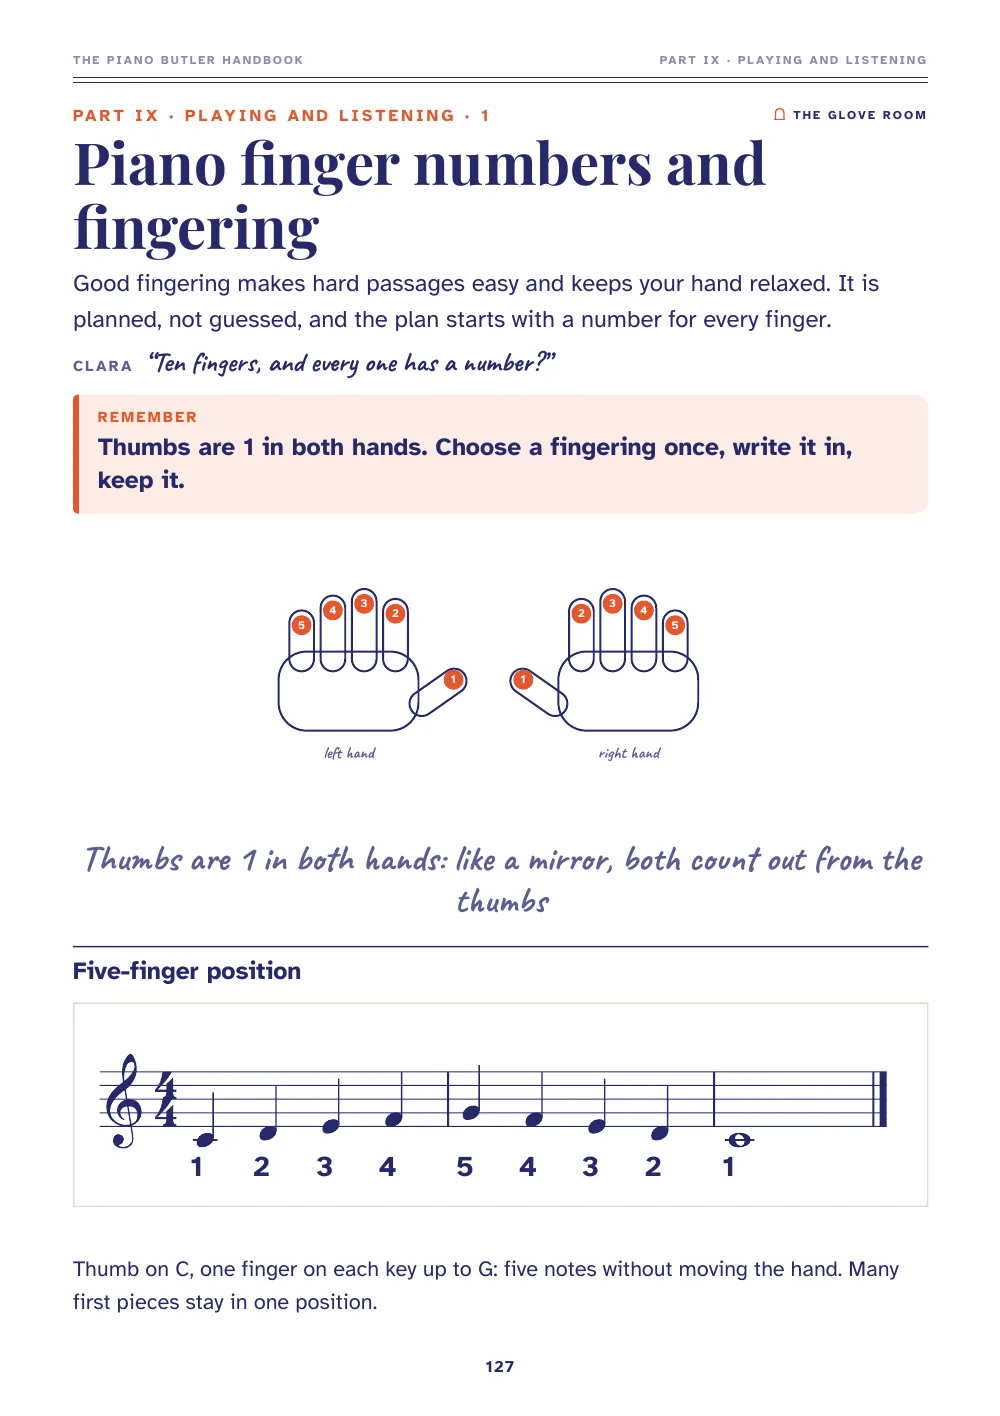 THE PIANO BUTLER HANDBOOK
PART IX · PLAYING AND LISTENING
PART IX · PLAYING AND LISTENING · 1
THE GLOVE ROOM
Piano finger numbers and
fingering
Good fingering makes hard passages easy and keeps your hand relaxed. It is
planned, not guessed, and the plan starts with a number for every finger.
CLARA “Ten fingers, and every one has a number?”
REMEMBER
Thumbs are 1 in both hands. Choose a fingering once, write it in,
keep it.
5 4 3 2 1
left hand
1 2 3 4 5
right hand
Thumbs are 1 in both hands: like a mirror, both count out from the
thumbs
Five-finger position
4
4
1 2 3 4 5 4 3 2 1
Thumb on C, one finger on each key up to G: five notes without moving the hand. Many
first pieces stay in one position.
127